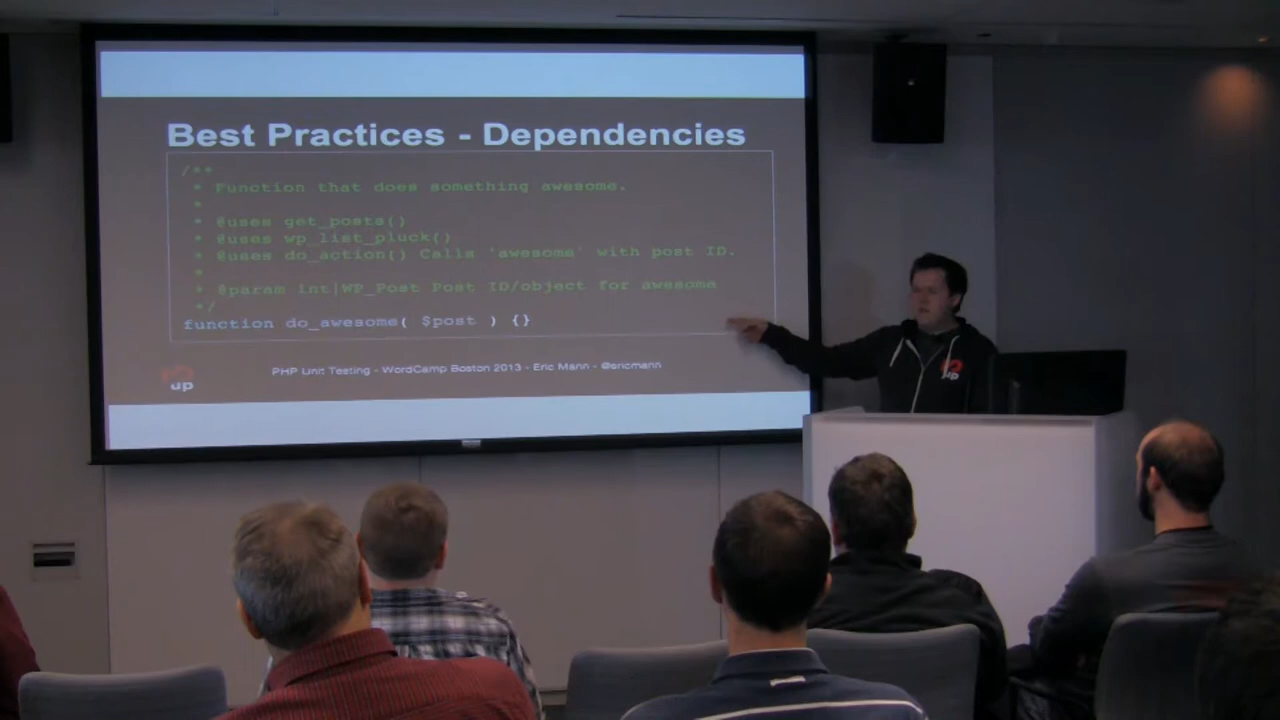 Best Practices - Dependencies
/**
* Function that does something awesome.
*
* @uses get_posts()
* @uses wp_list_pluck()
* @uses do_action() Calls 'awesome' with post ID.
*
* @param int|WP_Post Post ID/object for awesome
*/
function do_awesome( $post ) {}
10up
PHP Unit Testing - WordCamp Boston 2013 - Eric Mann - @ericmann
10up